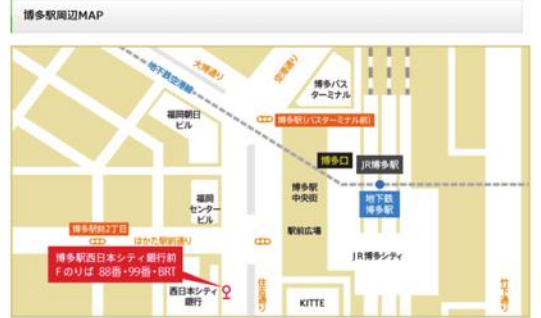 博多駅周辺MAP
大博通り
空港通り
地下鉄空港線
博多バス
ターミナル
福岡朝日
ビル
博多駅(バスターミナル前)
博多口
JR博多駅
福岡
センター
ビル
博多駅
中央街
地下鉄
博多駅
博多駅前2丁目
はかた駅前通り
駅前広場
博多駅西日本シティ銀行前
Fのりば 88番・99番・BRT
JR博多シティ
西日本シティ
銀行
住吉通り
KITTE
竹下通り